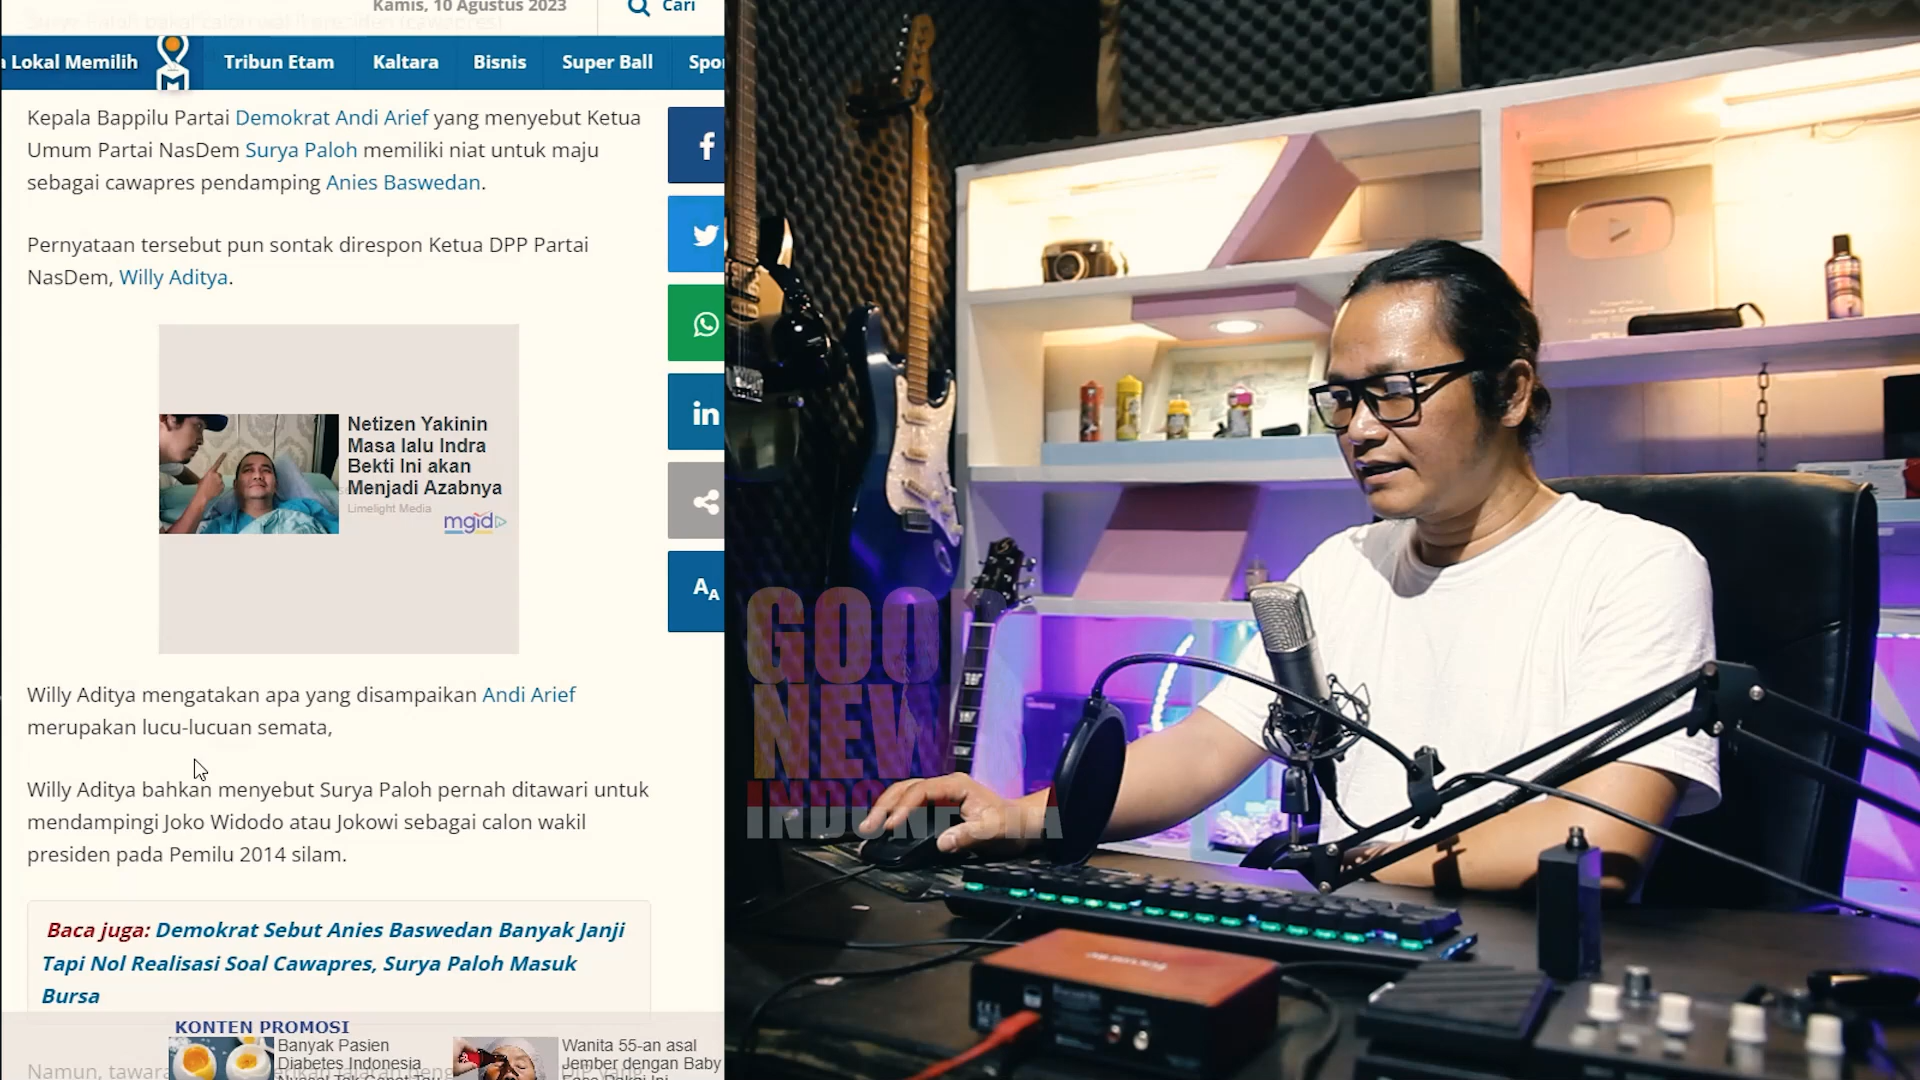 Kamis, 10 Agustus 2023
Cari
Lokal Memilih
Tribun Etam
Kaltara
Bisnis
Super Ball
Kepala Bappilu Partai Demokrat Andi Arief yang menyebut Ketua
Umum Partai NasDem Surya Paloh memiliki niat untuk maju
sebagai cawapres pendamping Anies Baswedan.
Pernyataan tersebut pun sontak direspon Ketua DPP Partai
NasDem, Willy Aditya.
Netizen Yakinin
Masa lalu Indra
Bekti Ini akan
Menjadi Azabnya
Limelight Media
mgid
Willy Aditya mengatakan apa yang disampaikan Andi Arief
merupakan lucu-lucuan semata,
Willy Aditya bahkan menyebut Surya Paloh pernah ditawari untuk
mendampingi Joko Widodo atau Jokowi sebagai calon wakil
presiden pada Pemilu 2014 silam.
Baca juga: Demokrat Sebut Anies Baswedan Banyak Janji
Tapi Nol Realisasi Soal Cawapres, Surya Paloh Masuk
Bursa
KONTEN PROMOSI
Banyak Pasien
Diabetes Indonesia
Wanita 55-an asal
Jember dengan Baby
Namun,
GOOD
NEWS
INDONESIA